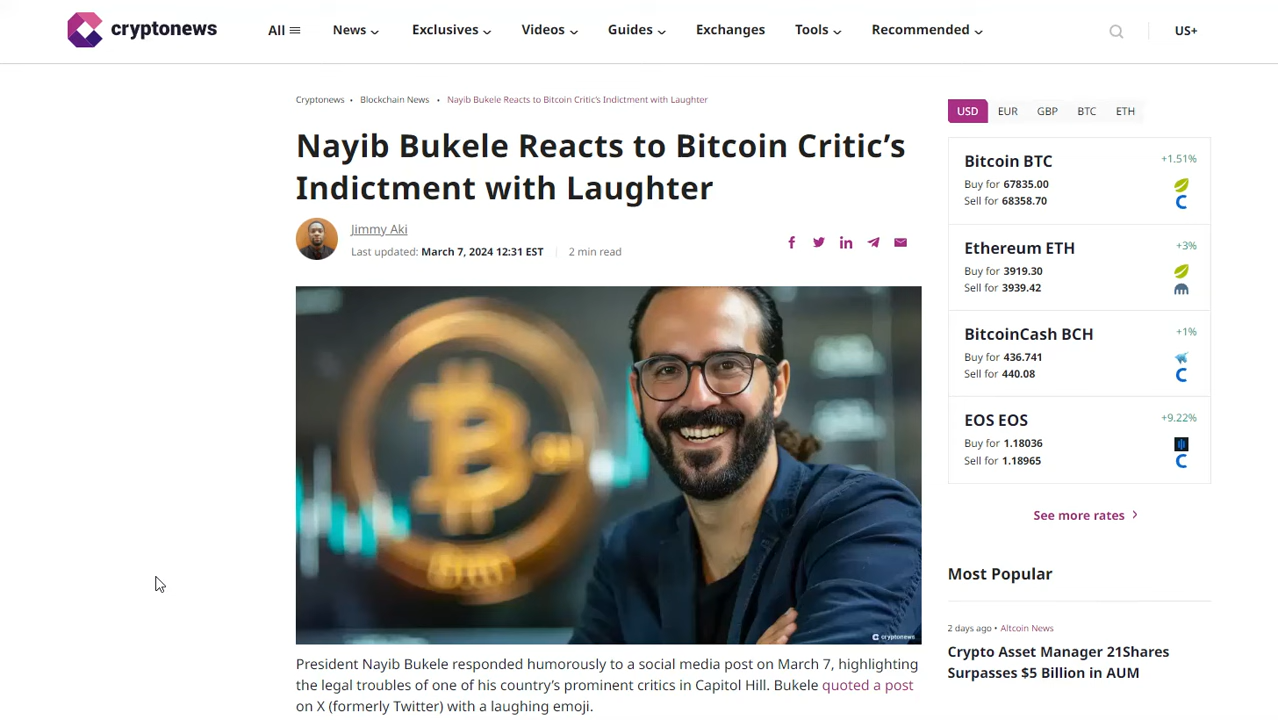 cryptonews
All
News
Exclusives
Videos
Guides
Exchanges
Tools
Recommended
US+
Cryptonews • Blockchain News • Nayib Bukele Reacts to Bitcoin Critic's Indictment with Laughter
Nayib Bukele Reacts to Bitcoin Critic’s
Indictment with Laughter
Jimmy Aki
Last updated: March 7, 2024 12:31 EST | 2 min read
cryptonews
President Nayib Bukele responded humorously to a social media post on March 7, highlighting
the legal troubles of one of his country’s prominent critics in Capitol Hill. Bukele quoted a post
on X (formerly Twitter) with a laughing emoji.
USD EUR GBP BTC ETH
Bitcoin BTC +1.51%
Buy for 67835.00
Sell for 68358.70
Ethereum ETH +3%
Buy for 3919.30
Sell for 3939.42
BitcoinCash BCH +1%
Buy for 436.741
Sell for 440.08
EOS EOS +9.22%
Buy for 1.18036
Sell for 1.18965
See more rates
Most Popular
2 days ago • Altcoin News
Crypto Asset Manager 21Shares
Surpasses $5 Billion in AUM